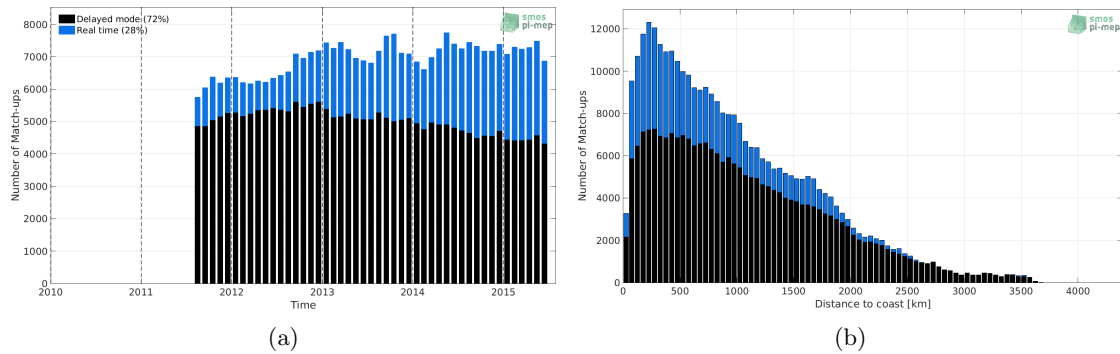 Delayed mode (72%)
Real time (28%)
smos
pi-mep
Number of Match-ups
8000
7000
6000
5000
4000
3000
2000
1000
0
2010 2011 2012 2013 2014 2015
Time
(a)
smos
pi-mep
Number of Match-ups
12000
10000
8000
6000
4000
2000
0
0 500 1000 1500 2000 2500 3000 3500 4000
Distance to coast [km]
(b)